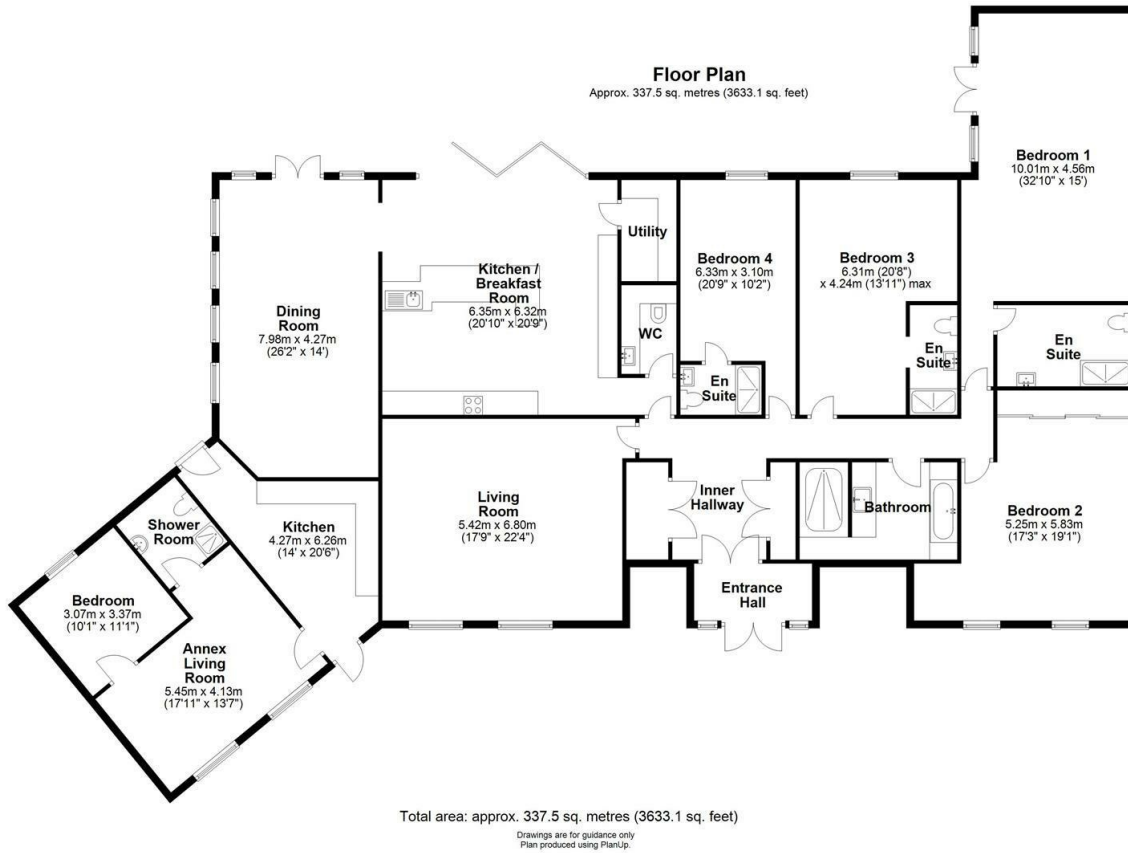 Floor Plan
Approx. 337.5 sq. metres (3633.1 sq. feet)
Bedroom 1
10.01m x 4.56m
(32'10" x 15')
Utility
Bedroom 4
6.33m x 3.10m
(20'9" x 10'2")
Bedroom 3
6.31m (20'8")
x 4.24m (13'11") max
Kitchen /
Breakfast
Room
6.35m x 6.32m
(20'10" x 20'9")
Dining
Room
7.98m x 4.27m
(26'2" x 14')
WC
En
Suite
En
Suite
En
Suite
Living
Room
5.42m x 6.80m
(17'9" x 22'4")
Inner
Hallway
Bathroom
Bedroom 2
5.25m x 5.83m
(17'3" x 19'1")
Shower
Room
Kitchen
4.27m x 6.26m
(14' x 20'6")
Entrance
Hall
Bedroom
3.07m x 3.37m
(10'1" x 11'1")
Annex
Living
Room
5.45m x 4.13m
(17'11" x 13'7")
Total area: approx. 337.5 sq. metres (3633.1 sq. feet)
Drawings are for guidance only
Plan produced using PlanUp.